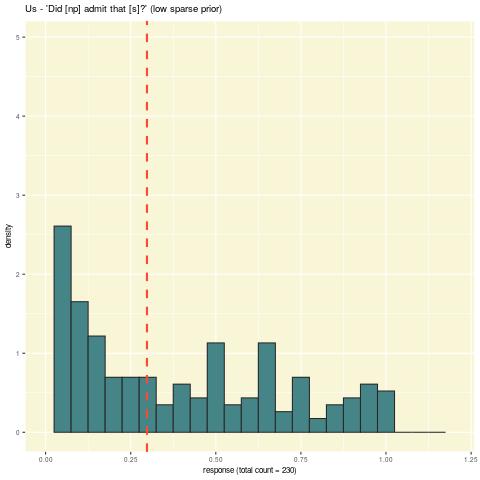 Us - 'Did [np] admit that [s]?' (low sparse prior)
5
4
3
2
1
0
density
0.00 0.25 0.50 0.75 1.00 1.25
response (total count = 230)